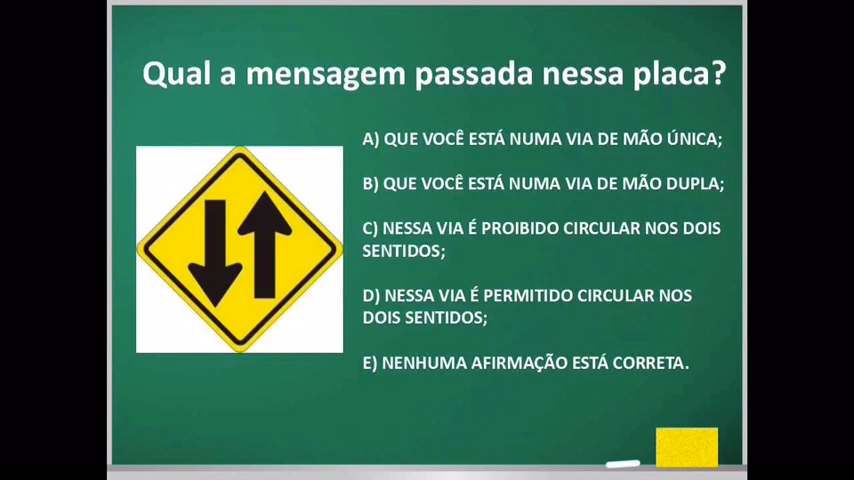 Qual a mensagem passada nessa placa?
A) QUE VOCÊ ESTÁ NUMA VIA DE MÃO ÚNICA;
B) QUE VOCÊ ESTÁ NUMA VIA DE MÃO DUPLA;
C) NESSA VIA É PROIBIDO CIRCULAR NOS DOIS
SENTIDOS;
D) NESSA VIA É PERMITIDO CIRCULAR NOS
DOIS SENTIDOS;
E) NENHUMA AFIRMAÇÃO ESTÁ CORRETA.